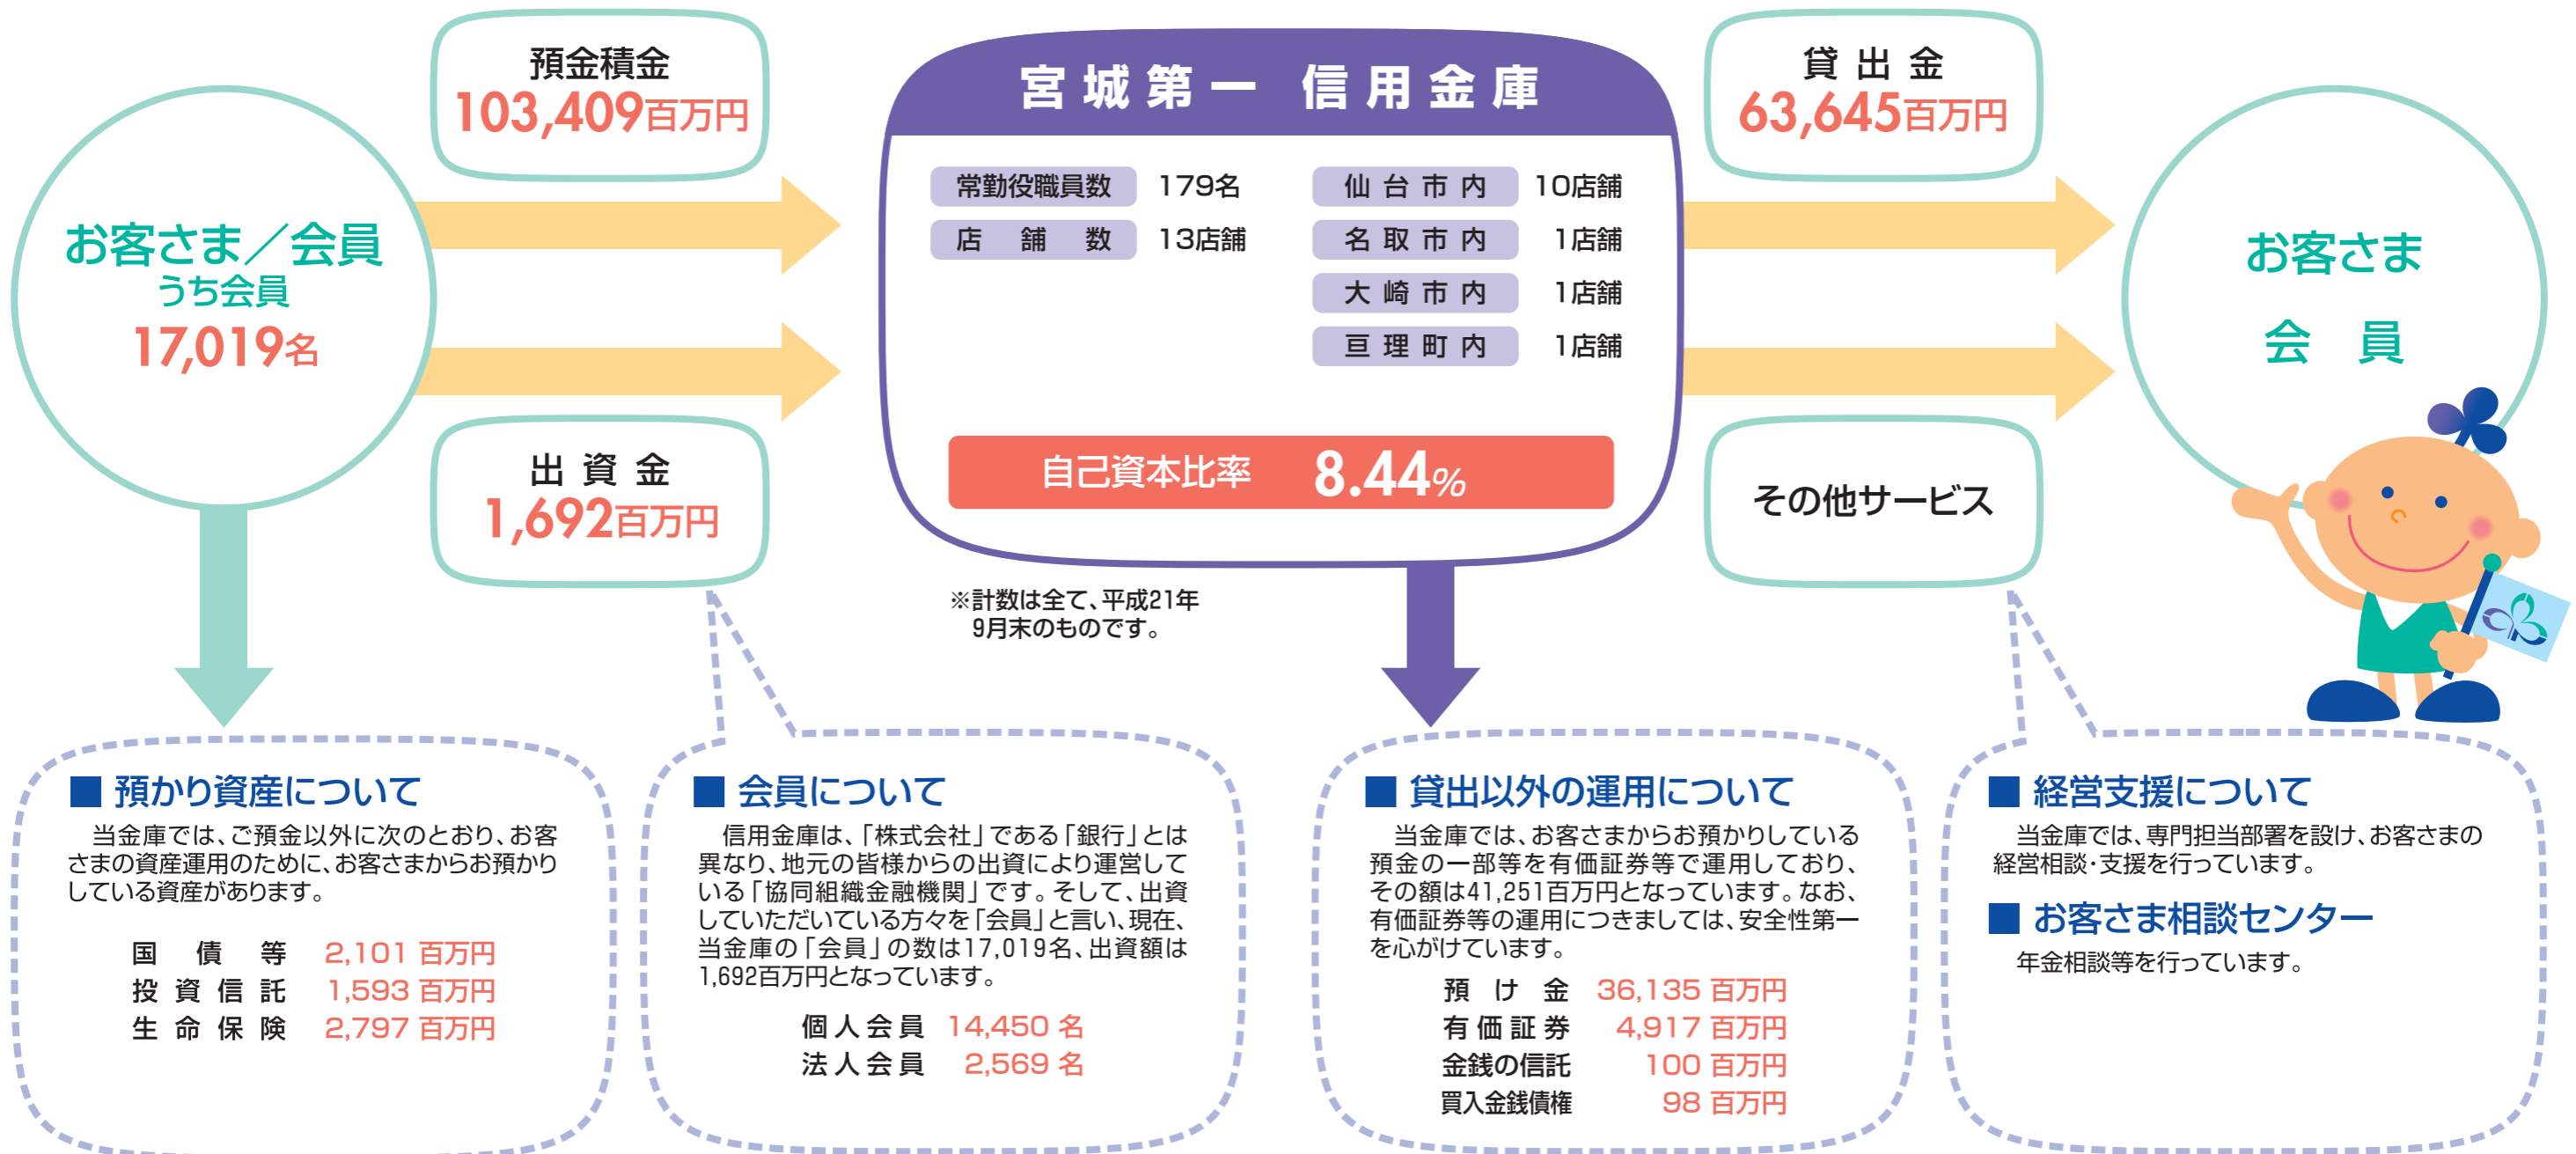 預金積金
103,409百万円
お客さま／会員
うち会員
17,019名
出資金
1,692百万円
宮城第一 信用金庫
常勤役職員数 179名
店舗数 13店舗
仙台市内 10店舗
名取市内 1店舗
大崎市内 1店舗
亘理町内 1店舗
自己資本比率 8.44%
※計数は全て、平成21年
9月末のものです。
貸出金
63,645百万円
その他サービス
お客さま
会員
■ 預かり資産について
当金庫では、ご預金以外に次のとおり、お客
さまの資産運用のために、お客さまからお預かり
している資産があります。
国債等 2,101 百万円
投資信託 1,593 百万円
生命保険 2,797 百万円
■ 会員について
信用金庫は、「株式会社」である「銀行」とは
異なり、地元の皆様からの出資により運営して
いる「協同組織金融機関」です。そして、出資
していただいている方々を「会員」と言い、現在、
当金庫の「会員」の数は17,019名、出資額は
1,692百万円となっています。
個人会員 14,450 名
法人会員 2,569 名
■ 貸出以外の運用について
当金庫では、お客さまからお預かりしている
預金の一部等を有価証券等で運用しており、
その額は41,251百万円となっています。なお、
有価証券等の運用につきましては、安全性第一
を心がけています。
預け金 36,135 百万円
有価証券 4,917 百万円
金銭の信託 100 百万円
買入金銭債権 98 百万円
■ 経営支援について
当金庫では、専門担当部署を設け、お客さまの
経営相談・支援を行っています。
■ お客さま相談センター
年金相談等を行っています。